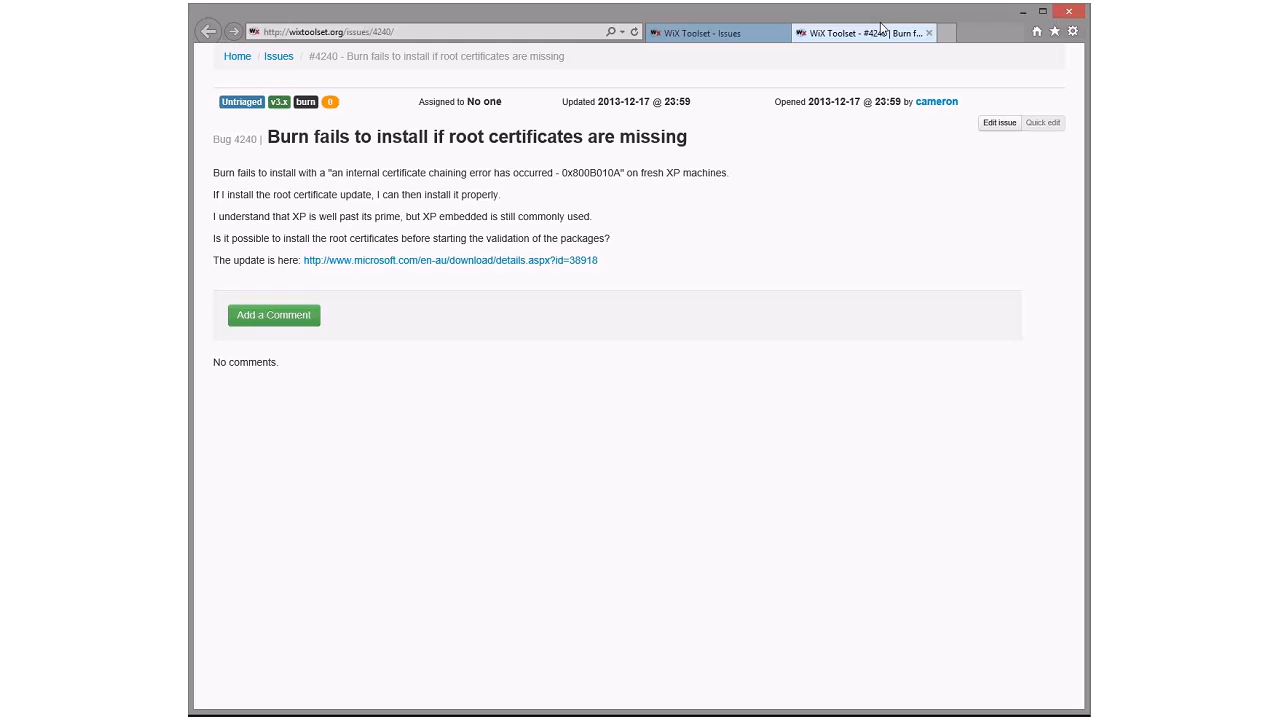 http://wixtoolset.org/issues/4240/
WiX Toolset - Issues
WiX Toolset - #4240 | Burn f...
Home / Issues / #4240 - Burn fails to install if root certificates are missing
Untriaged v3.x burn 0 Assigned to No one Updated 2013-12-17 @ 23:59 Opened 2013-12-17 @ 23:59 by cameron
Edit issue Quick edit
Bug 4240 | Burn fails to install if root certificates are missing
Burn fails to install with a "an internal certificate chaining error has occurred - 0x800B010A" on fresh XP machines.
If I install the root certificate update, I can then install it properly.
I understand that XP is well past its prime, but XP embedded is still commonly used.
Is it possible to install the root certificates before starting the validation of the packages?
The update is here: http://www.microsoft.com/en-au/download/details.aspx?id=38918
Add a Comment
No comments.